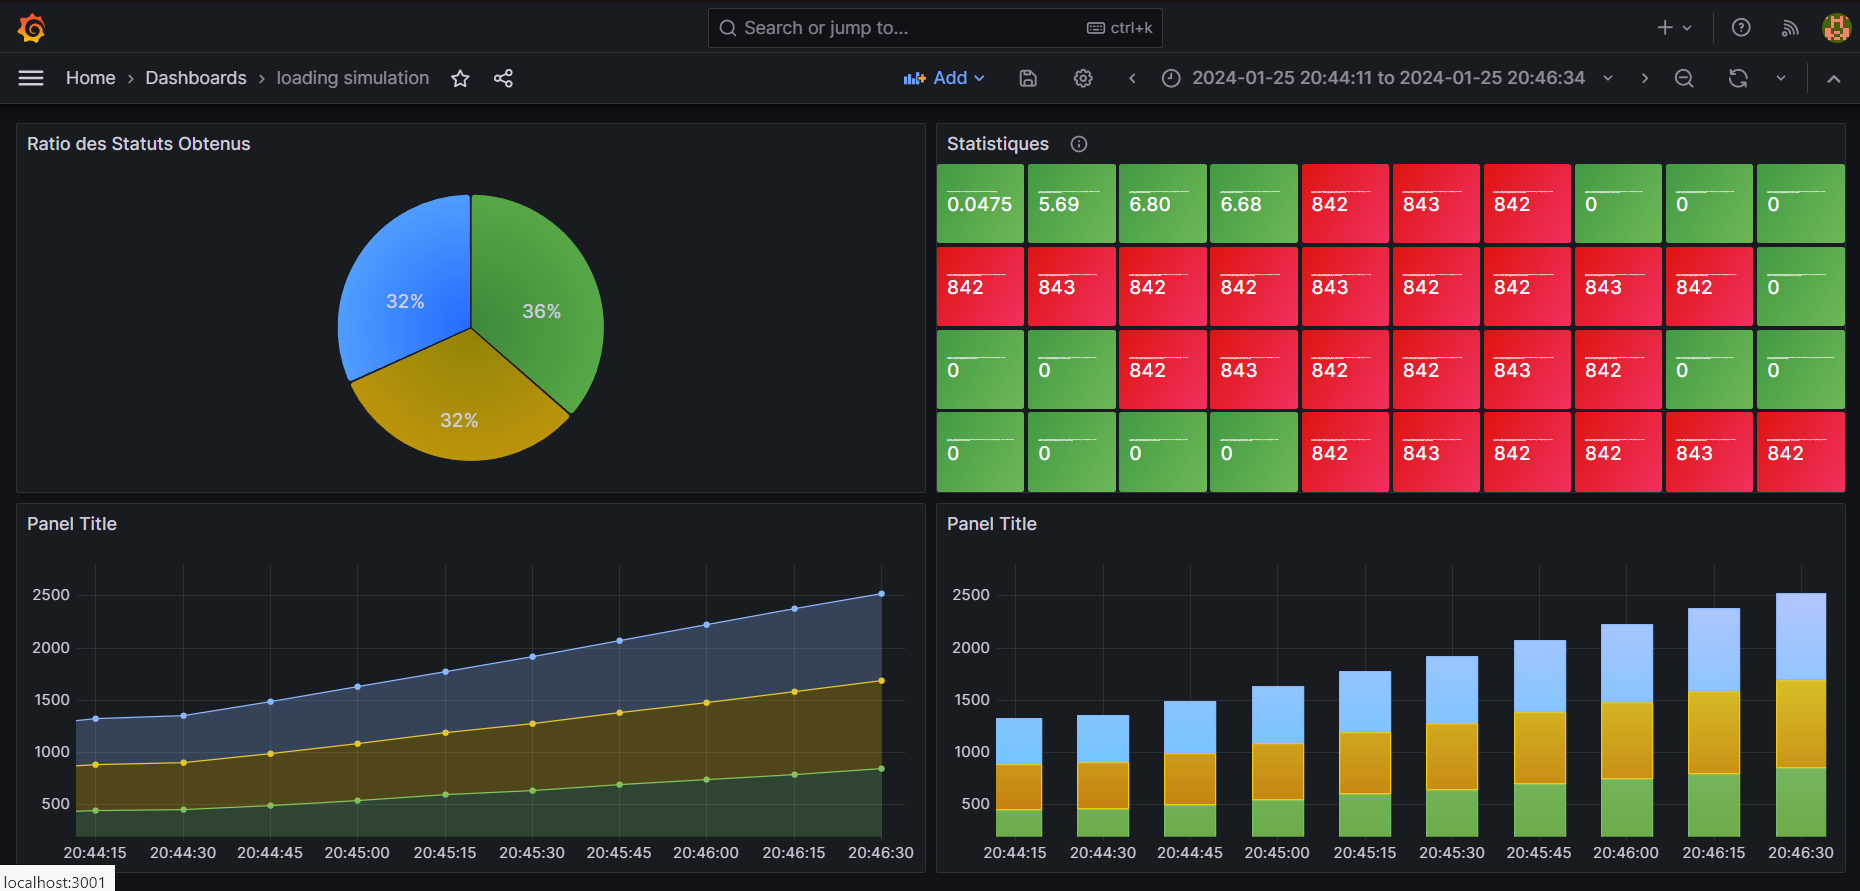 Search or jump to... ctrl+k
Home › Dashboards › loading simulation Add 2024-01-25 20:44:11 to 2024-01-25 20:46:34
Ratio des Statuts Obtenus
32%
36%
32%
Statistiques
0.0475 5.69 6.80 6.68 842 843 842 0 0 0
842 843 842 842 843 842 842 843 842 0
0 0 842 843 842 842 843 842 0 0
0 0 0 0 842 843 842 842 843 842
Panel Title
2500
2000
1500
1000
500
20:44:15 20:44:30 20:44:45 20:45:00 20:45:15 20:45:30 20:45:45 20:46:00 20:46:15 20:46:30
Panel Title
2500
2000
1500
1000
500
20:44:15 20:44:30 20:44:45 20:45:00 20:45:15 20:45:30 20:45:45 20:46:00 20:46:15 20:46:30
localhost:3001